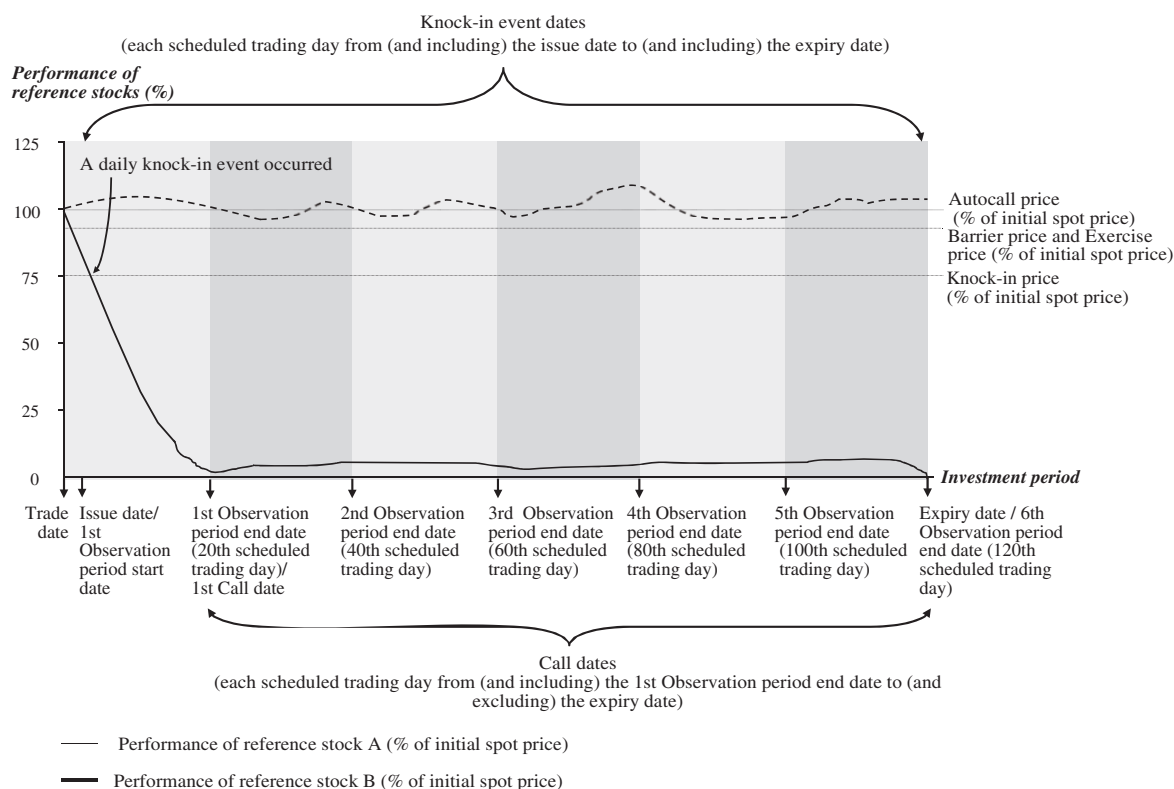 Knock-in event dates
(each scheduled trading day from (and including) the issue date to (and including) the expiry date)
Performance of
reference stocks (%)
125
100
75
50
25
0
A daily knock-in event occurred
Autocall price
(% of initial spot price)
Barrier price and Exercise
price (% of initial spot price)
Knock-in price
(% of initial spot price)
Investment period
Trade
date
Issue date/
1st
Observation
period start
date
1st Observation
period end date
(20th scheduled
trading day)/
1st Call date
2nd Observation
period end date
(40th scheduled
trading day)
3rd Observation
period end date
(60th scheduled
trading day)
4th Observation
period end date
(80th scheduled
trading day)
5th Observation
period end date
(100th scheduled
trading day)
Expiry date / 6th
Observation period
end date (120th
scheduled trading
day)
Call dates
(each scheduled trading day from (and including) the 1st Observation period end date to (and
excluding) the expiry date)
Performance of reference stock A (% of initial spot price)
Performance of reference stock B (% of initial spot price)